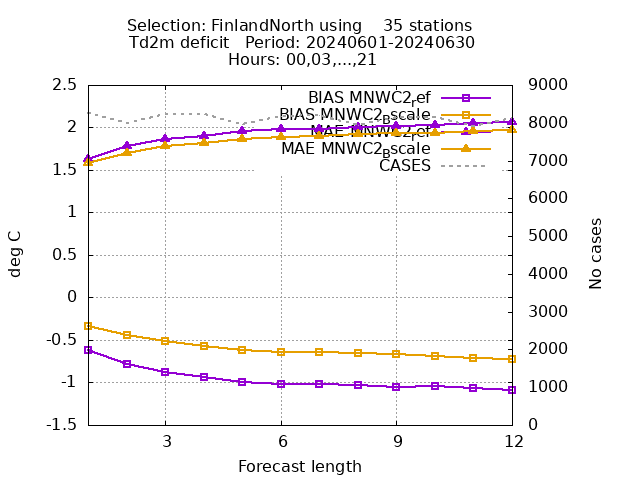 Selection: FinlandNorth using 35 stations
Td2m deficit Period: 20240601-20240630
Hours: 00,03,...,21
2.5
2
1.5
1
0.5
0
-0.5
-1
-1.5
deg C
9000
8000
7000
6000
5000
4000
3000
2000
1000
0
No cases
BIAS MNWC2_ref
BIAS MNWC2_Bscale
MAE MNWC2_ref
MAE MNWC2_Bscale
CASES
3 6 9 12
Forecast length